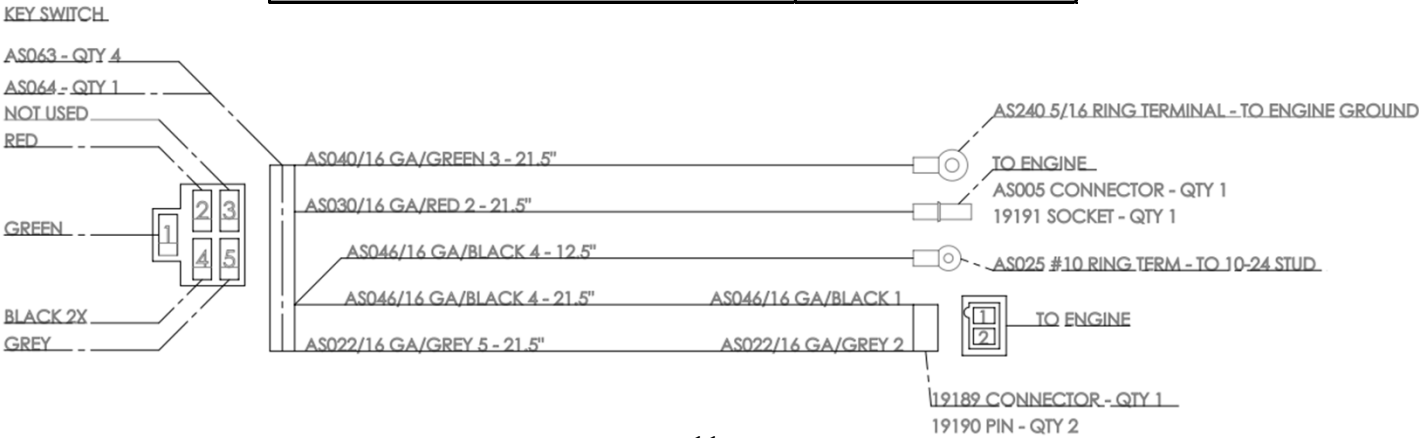 KEY SWITCH
AS063 - QTY 4
AS064 - QTY 1
NOT USED
RED
GREEN
BLACK 2X
GREY
1
2
3
4
5
AS040/16 GA/GREEN 3 - 21.5"
AS030/16 GA/RED 2 - 21.5"
AS046/16 GA/BLACK 4 - 12.5"
AS046/16 GA/BLACK 4 - 21.5"
AS046/16 GA/BLACK 1
AS022/16 GA/GREY 5 - 21.5"
AS022/16 GA/GREY 2
AS240 5/16 RING TERMINAL - TO ENGINE GROUND
TO ENGINE
AS005 CONNECTOR - QTY 1
19191 SOCKET - QTY 1
AS025 #10 RING TERM - TO 10-24 STUD
1
2
TO ENGINE
19189 CONNECTOR - QTY 1
19190 PIN - QTY 2